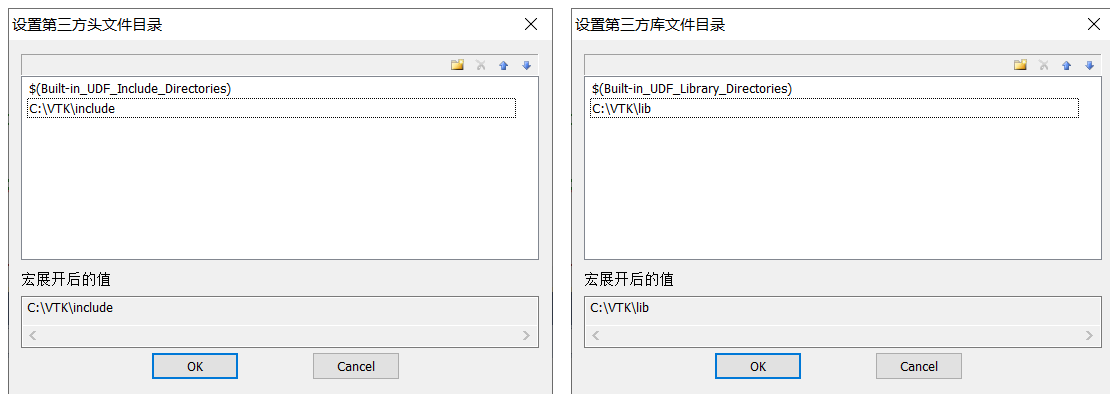 设置第三方头文件目录
$(Built-in_UDF_Include_Directories)
C:\VTK\include
宏展开后的值
C:\VTK\include
OK
Cancel
设置第三方库文件目录
$(Built-in_UDF_Library_Directories)
C:\VTK\lib
宏展开后的值
C:\VTK\lib
OK
Cancel